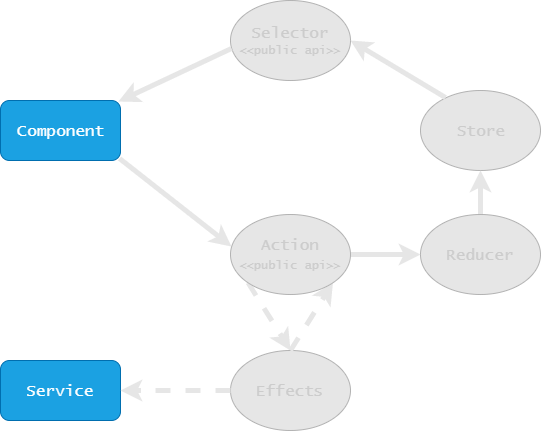 Selector
<<public api>>
Component
Store
Action
<<public api>>
Reducer
Service
Effects